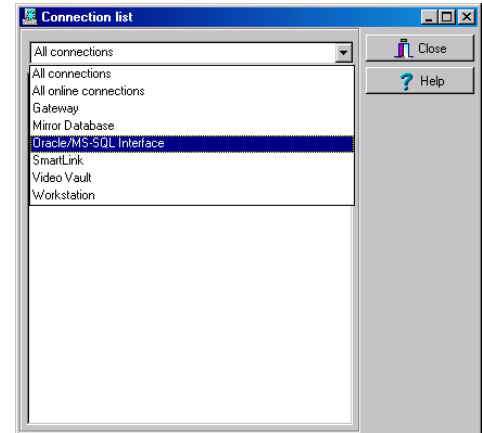 Connection list
All connections
Close
All connections
All online connections
Help
Gateway
Mirror Database
Oracle/MS-SQL Interface
SmartLink
Video Vault
Workstation